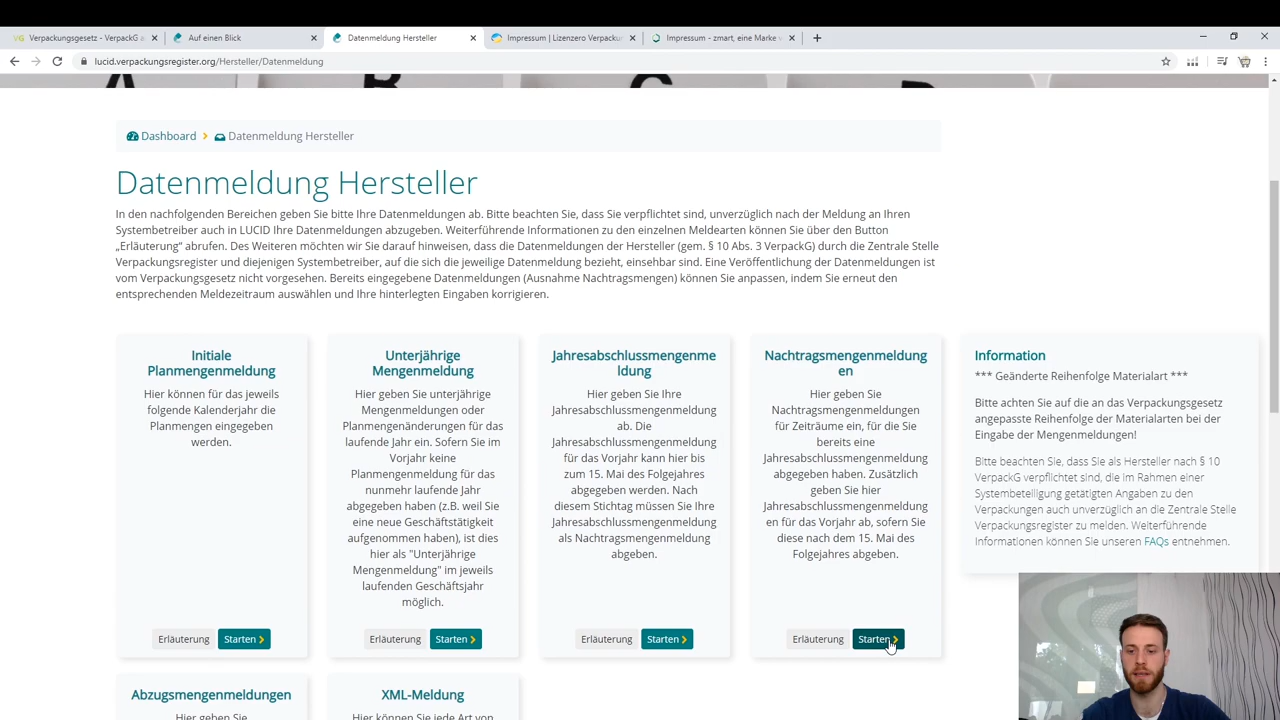 Verpackungsgesetz - VerpackG a
Auf einen Blick
Datenmeldung Hersteller
Impressum | Lizenzero Verpacku
Impressum - zmart, eine Marke v
lucid.verpackungsregister.org/Hersteller/Datenmeldung
Dashboard
Datenmeldung Hersteller
Datenmeldung Hersteller
In den nachfolgenden Bereichen geben Sie bitte Ihre Datenmeldungen ab. Bitte beachten Sie, dass Sie verpflichtet sind, unverzüglich nach der Meldung an Ihren
Systembetreiber auch in LUCID Ihre Datenmeldungen abzugeben. Weiterführende Informationen zu den einzelnen Meldearten können Sie über den Button
„Erläuterung“ abrufen. Des Weiteren möchten wir Sie darauf hinweisen, dass die Datenmeldungen der Hersteller (gem. § 10 Abs. 3 VerpackG) durch die Zentrale Stelle
Verpackungsregister und diejenigen Systembetreiber, auf die sich die jeweilige Datenmeldung bezieht, einsehbar sind. Eine Veröffentlichung der Datenmeldungen ist
vom Verpackungsgesetz nicht vorgesehen. Bereits eingegebene Datenmeldungen (Ausnahme Nachtragsmengen) können Sie anpassen, indem Sie erneut den
entsprechenden Meldezeitraum auswählen und Ihre hinterlegten Eingaben korrigieren.
Initiale
Planmengenmeldung
Hier können für das jeweils
folgende Kalenderjahr die
Planmengen eingegeben
werden.
Erläuterung
Starten
Unterjährige
Mengenmeldung
Hier geben Sie unterjährige
Mengenmeldungen oder
Planmengenänderungen für das
laufende Jahr ein. Sofern Sie im
Vorjahr keine
Planmengenmeldung für das
nunmehr laufende Jahr
abgegeben haben (z.B. weil Sie
eine neue Geschäftstätigkeit
aufgenommen haben), ist dies
hier als "Unterjährige
Mengenmeldung" im jeweils
laufenden Geschäftsjahr
möglich.
Erläuterung
Starten
Jahresabschlussmengenme
ldung
Hier geben Sie Ihre
Jahresabschlussmengenmeldung
ab. Die
Jahresabschlussmengenmeldung
für das Vorjahr kann hier bis
zum 15. Mai des Folgejahres
abgegeben werden. Nach
diesem Stichtag müssen Sie Ihre
Jahresabschlussmengenmeldung
als Nachtragsmengenmeldung
abgeben.
Erläuterung
Starten
Nachtragsmengenmeldung
en
Hier geben Sie
Nachtragsmengenmeldungen
für Zeiträume ein, für die Sie
bereits eine
Jahresabschlussmengenmeldung
abgegeben haben. Zusätzlich
geben Sie hier
Jahresabschlussmengenmeldung
en für das Vorjahr ab, sofern Sie
diese nach dem 15. Mai des
Folgejahres abgeben.
Erläuterung
Starten
Information
*** Geänderte Reihenfolge Materialart ***
Bitte achten Sie auf die an das Verpackungsgesetz
angepasste Reihenfolge der Materialarten bei der
Eingabe der Mengenmeldungen!
Bitte beachten Sie, dass Sie als Hersteller nach § 10
VerpackG verpflichtet sind, die im Rahmen einer
Systembeteiligung getätigten Angaben zu den
Verpackungen auch unverzüglich an die Zentrale Stelle
Verpackungsregister zu melden. Weiterführende
Informationen können Sie unseren FAQs entnehmen.
Abzugsmengenmeldungen
Hier geben Sie
XML-Meldung
Hier können Sie jede Art von